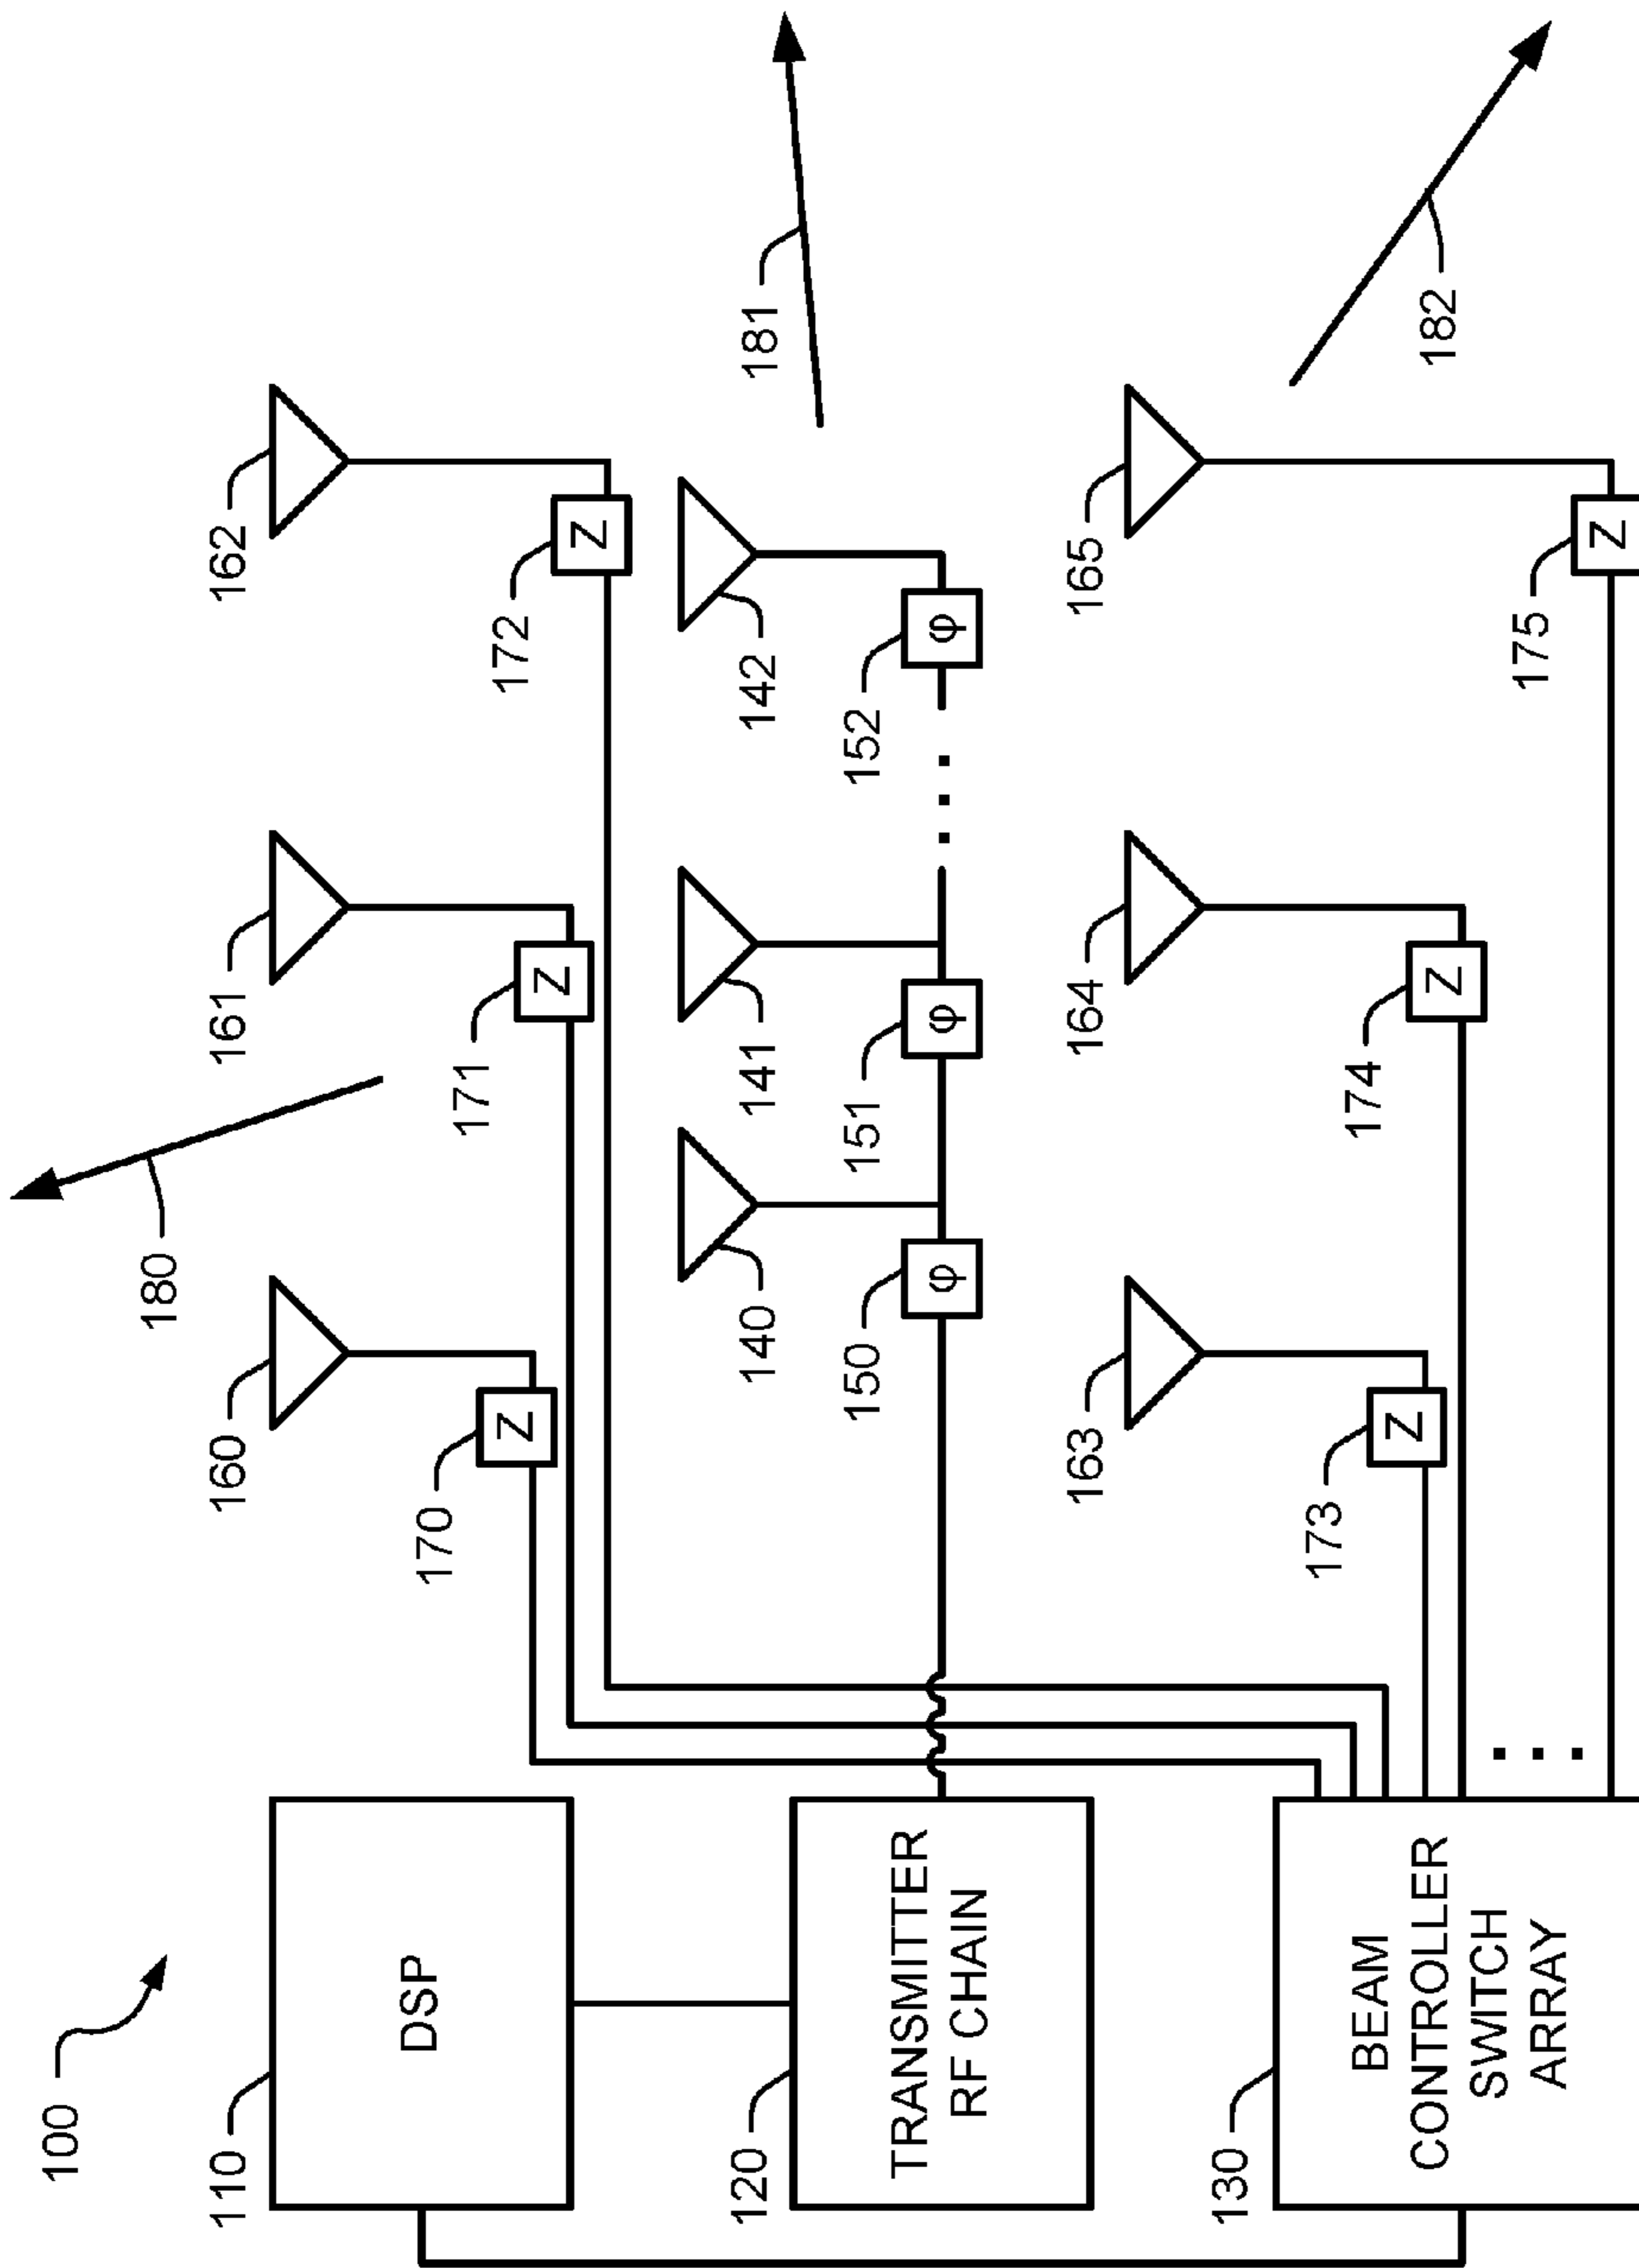 100
110
DSP
120
TRANSMITTER
RF CHAIN
130
BEAM
CONTROLLER
SWITCH
ARRAY
160
161
162
170
Z
171
Z
172
Z
180
181
182
140
141
142
150
φ
151
φ
152
φ
163
164
165
173
Z
174
Z
175
Z